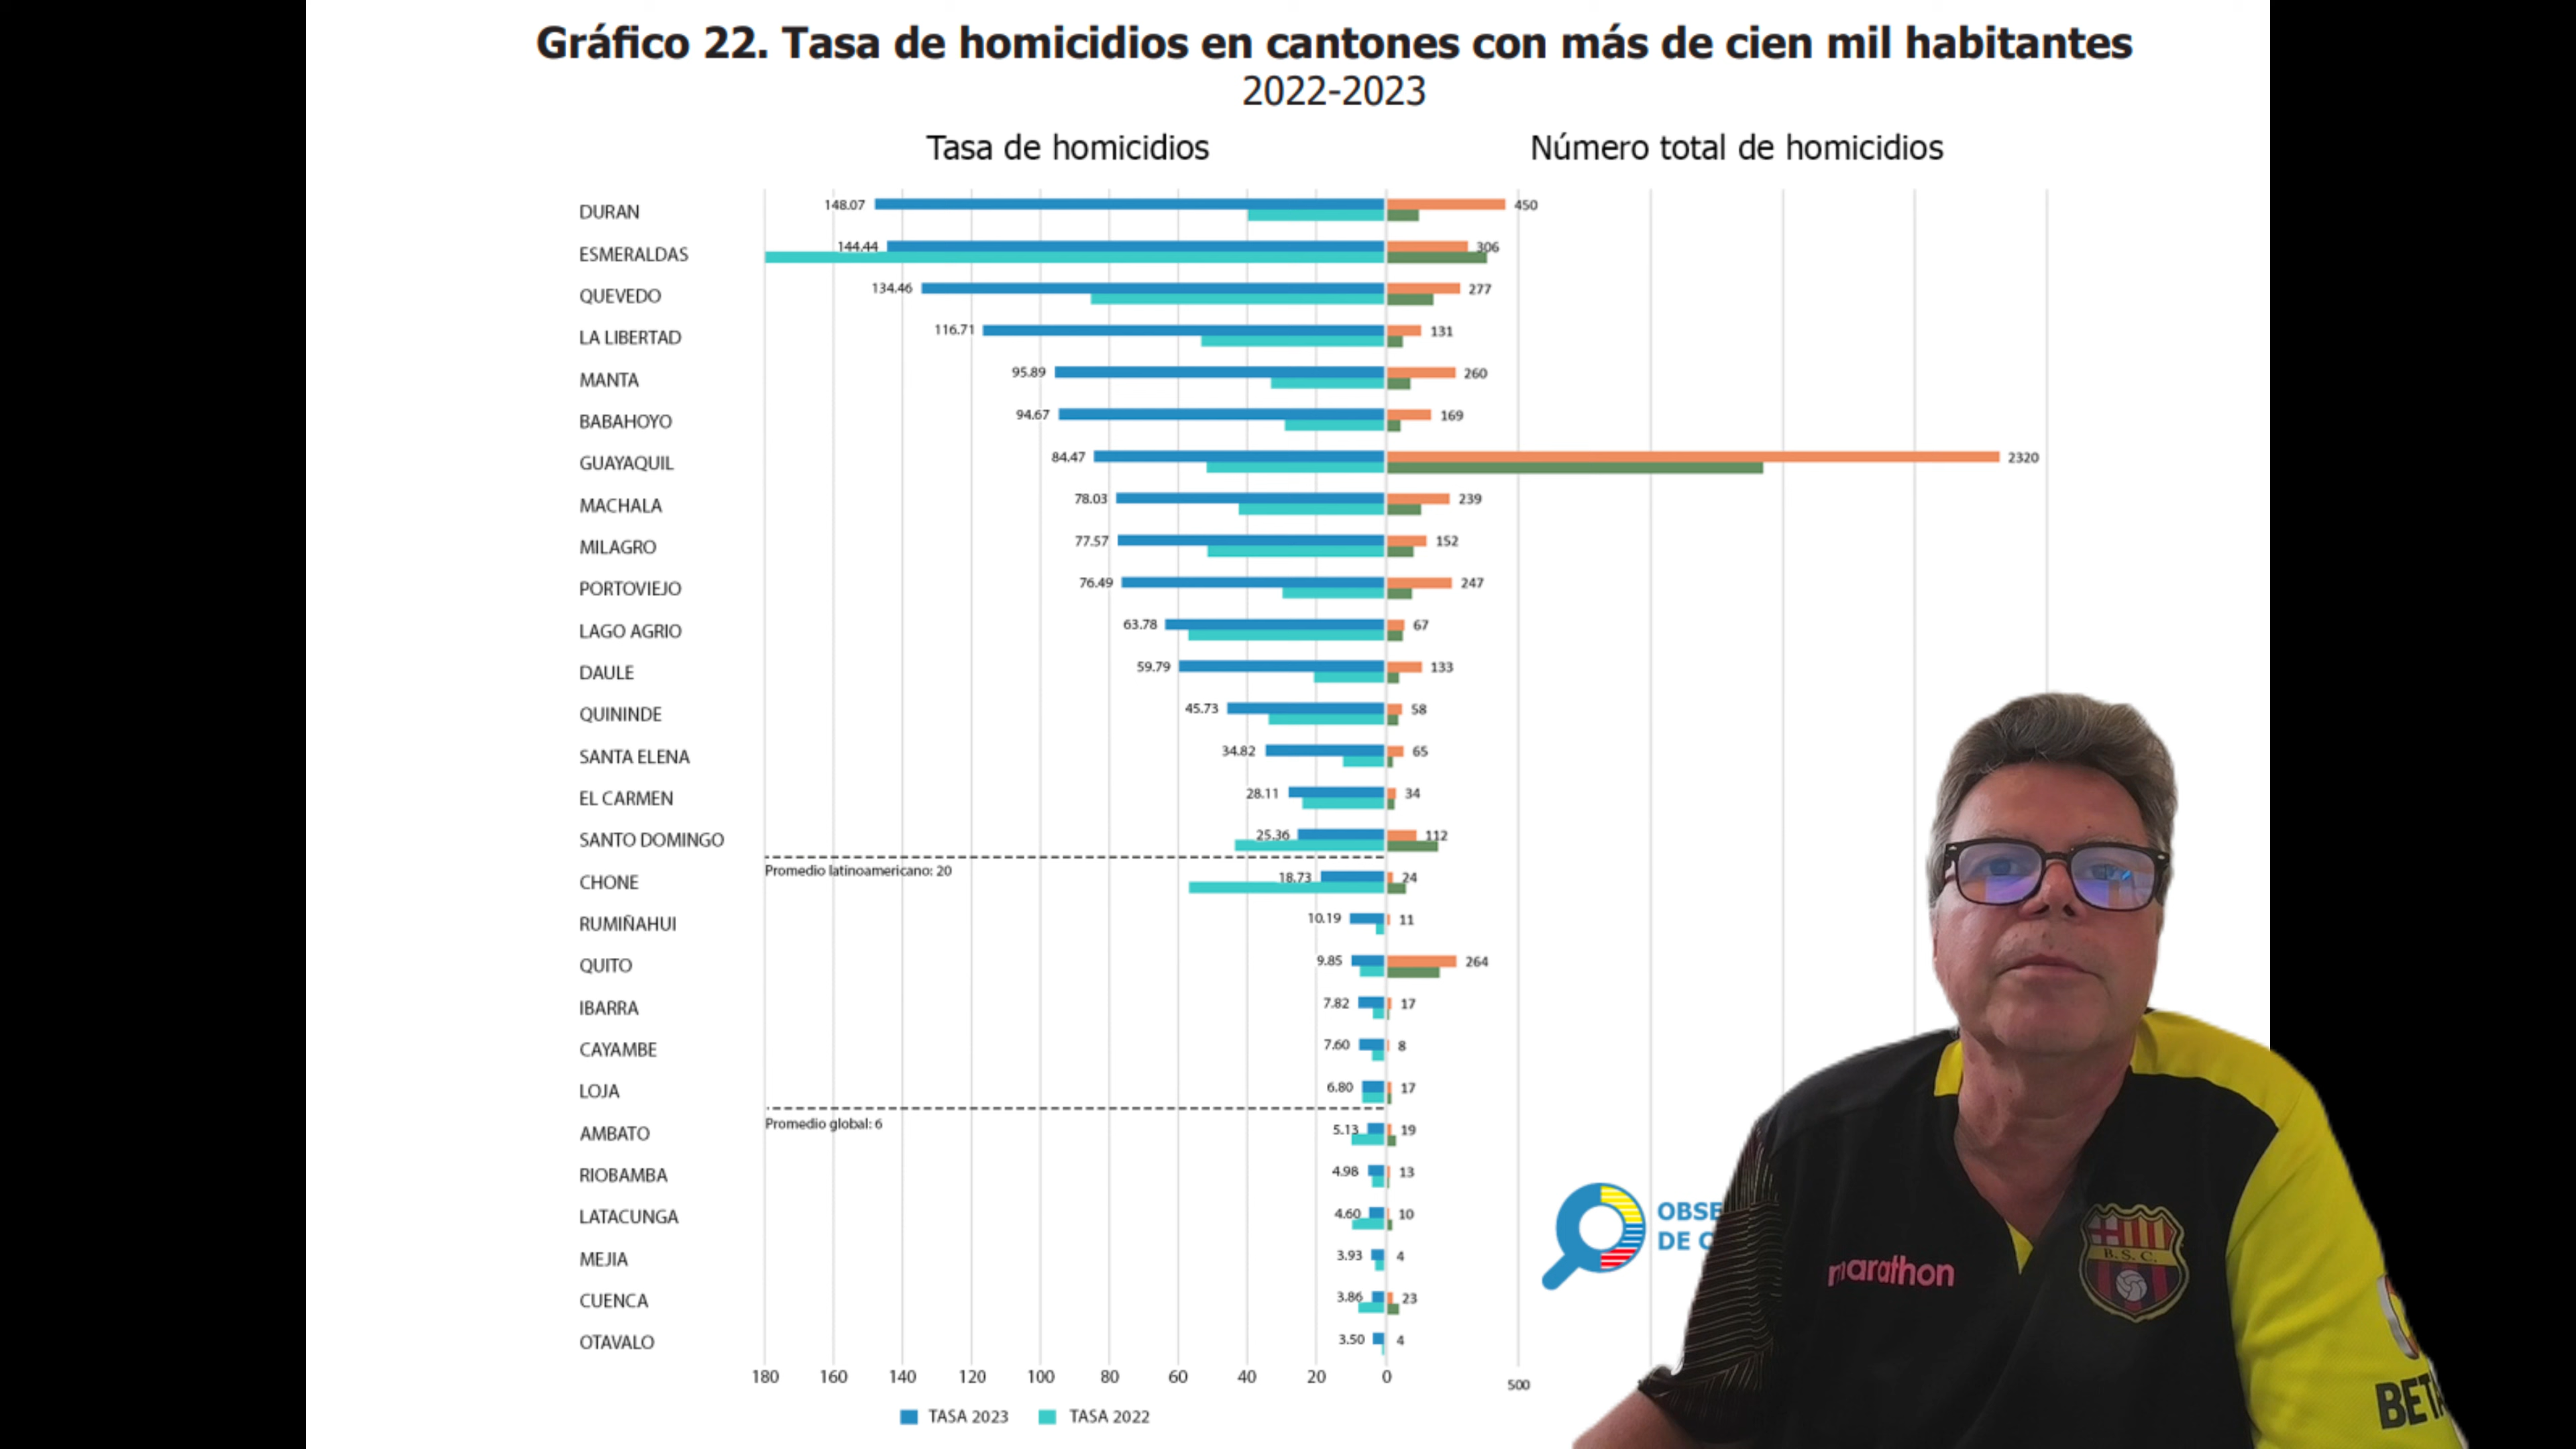 Gráfico 22. Tasa de homicidios en cantones con más de cien mil habitantes
2022-2023
Tasa de homicidios Número total de homicidios
DURAN 148.07 450
ESMERALDAS 144.44 306
QUEVEDO 134.46 277
LA LIBERTAD 116.71 131
MANTA 95.89 260
BABAHOYO 94.67 169
GUAYAQUIL 84.47 2320
MACHALA 78.03 239
MILAGRO 77.57 152
PORTOVIEJO 76.49 247
LAGO AGRIO 63.78 67
DAULE 59.79 133
QUININDE 45.73 58
SANTA ELENA 34.82 65
EL CARMEN 28.11 34
SANTO DOMINGO 25.36 112
Promedio latinoamericano: 20
CHONE 18.73 24
RUMIÑAHUI 10.19 11
QUITO 9.85 264
IBARRA 7.82 17
CAYAMBE 7.60 8
LOJA 6.80 17
Promedio global: 6
AMBATO 5.13 19
RIOBAMBA 4.98 13
LATACUNGA 4.60 10
MEJIA 3.93 4
CUENCA 3.86 23
OTAVALO 3.50 4
180 160 140 120 100 80 60 40 20 0 500
TASA 2023 TASA 2022
OBSE
DE
marathon
B. S. C.
BET